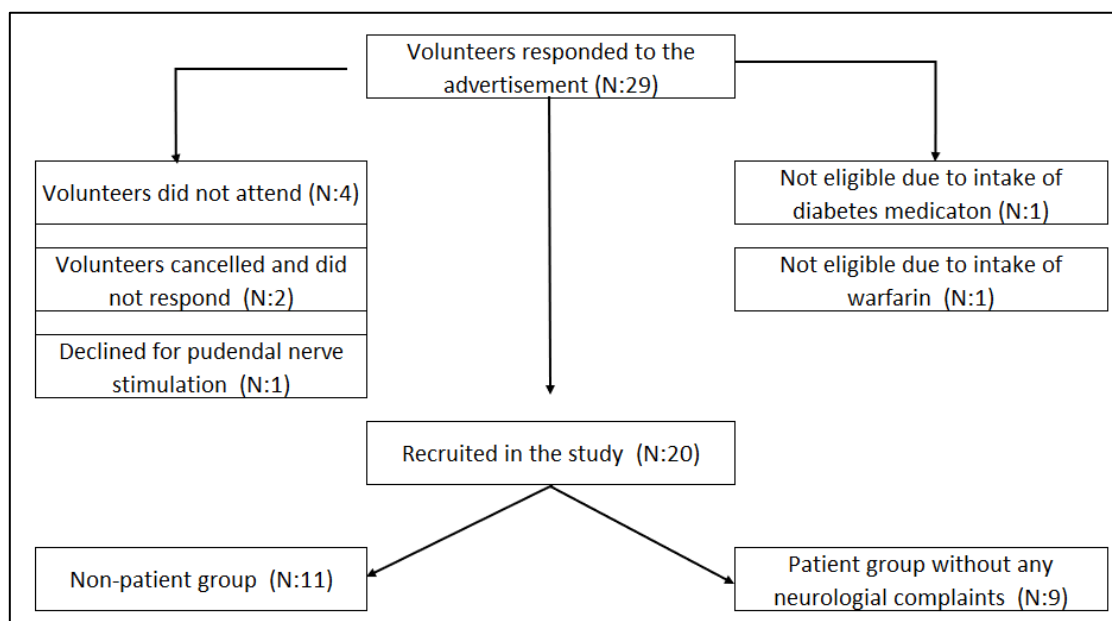 Volunteers responded to the
advertisement (N:29)
Volunteers did not attend (N:4)
Volunteers cancelled and did
not respond (N:2)
Declined for pudendal nerve
stimulation (N:1)
Not eligible due to intake of
diabetes medicaton (N:1)
Not eligible due to intake of
warfarin (N:1)
Recruited in the study (N:20)
Non-patient group (N:11)
Patient group without any
neurologial complaints (N:9)